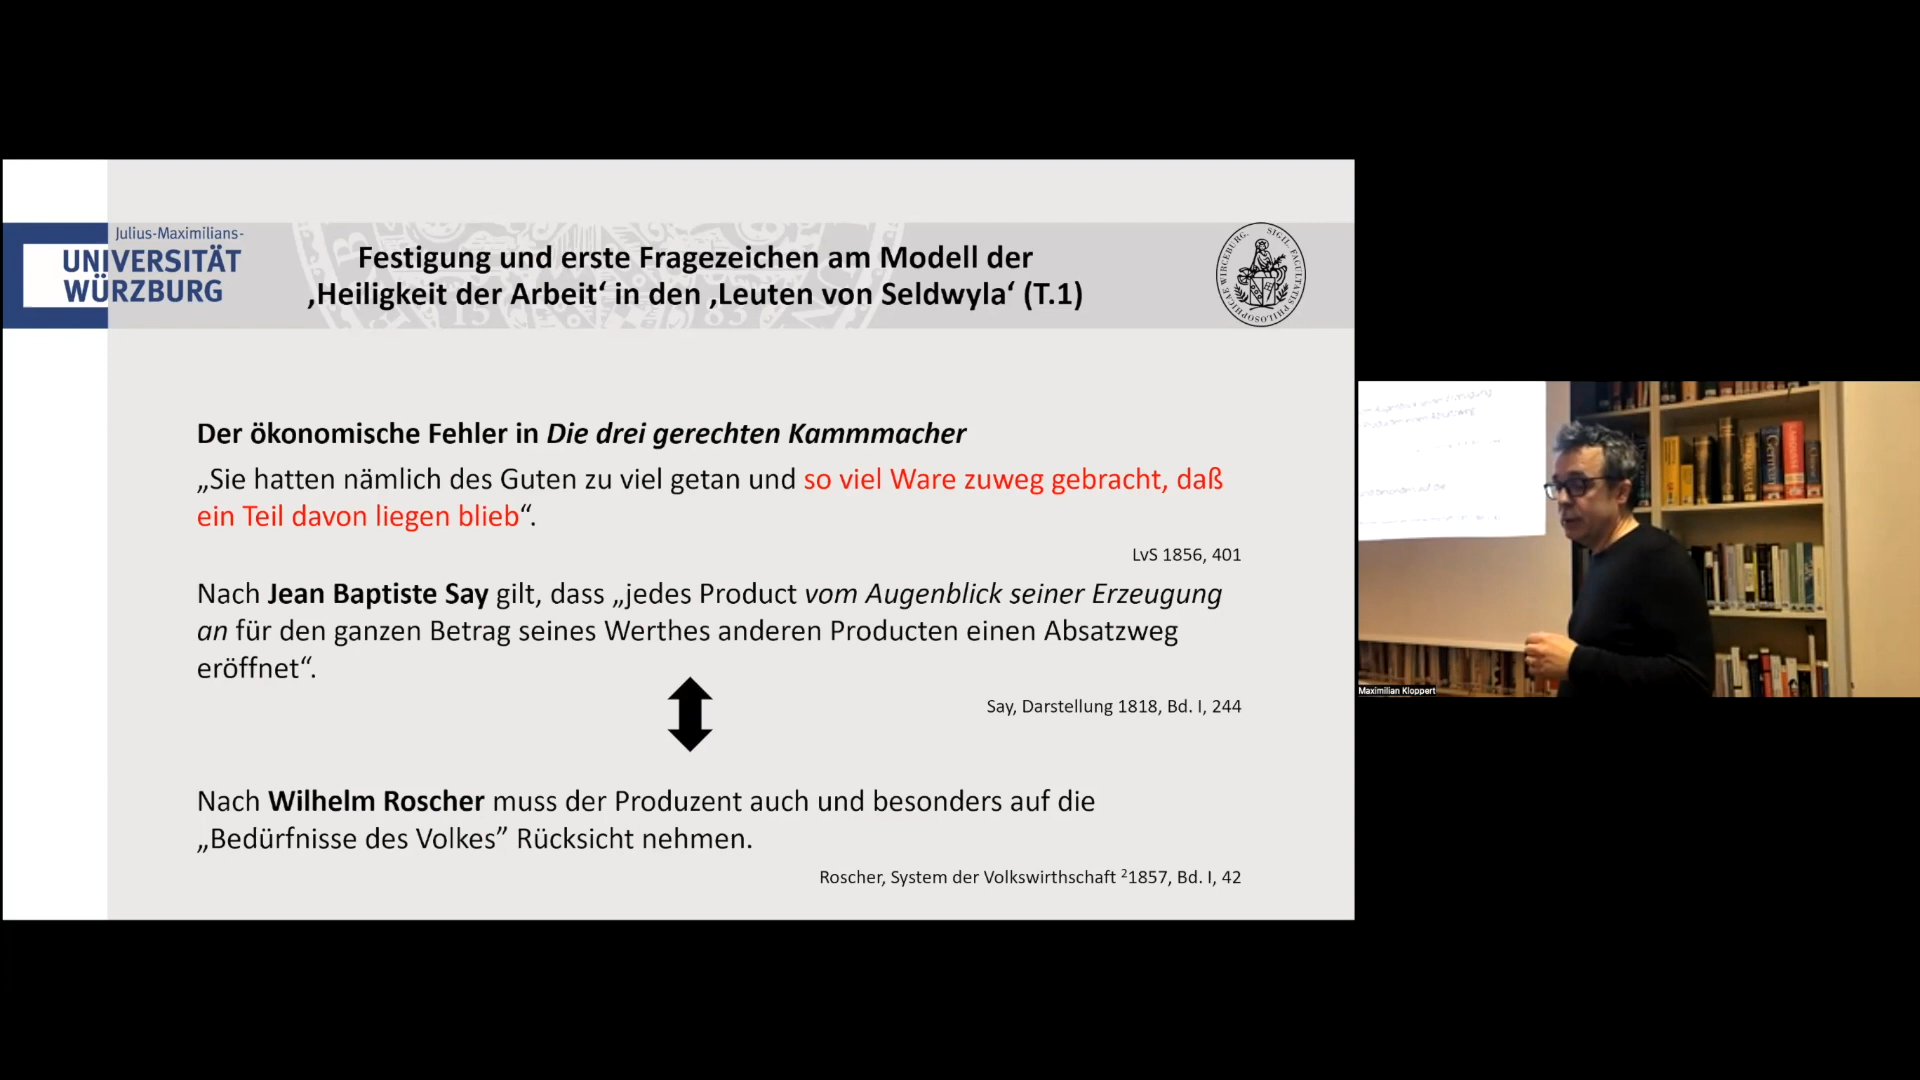 Julius-Maximilians-
UNIVERSITÄT
WÜRZBURG
Festigung und erste Fragezeichen am Modell der
‚Heiligkeit der Arbeit‘ in den ‚Leuten von Seldwyla‘ (T.1)
SIGIL. FACULTATIS PHILOSOPHICAE WIRCEBURG.
Der ökonomische Fehler in Die drei gerechten Kammmacher
„Sie hatten nämlich des Guten zu viel getan und so viel Ware zuweg gebracht, daß
ein Teil davon liegen blieb“.
LvS 1856, 401
Nach Jean Baptiste Say gilt, dass „jedes Product vom Augenblick seiner Erzeugung
an für den ganzen Betrag seines Werthes anderen Producten einen Absatzweg
eröffnet“.
Say, Darstellung 1818, Bd. I, 244
Nach Wilhelm Roscher muss der Produzent auch und besonders auf die
„Bedürfnisse des Volkes” Rücksicht nehmen.
Roscher, System der Volkswirthschaft ²1857, Bd. I, 42
Maximilian Kloppert